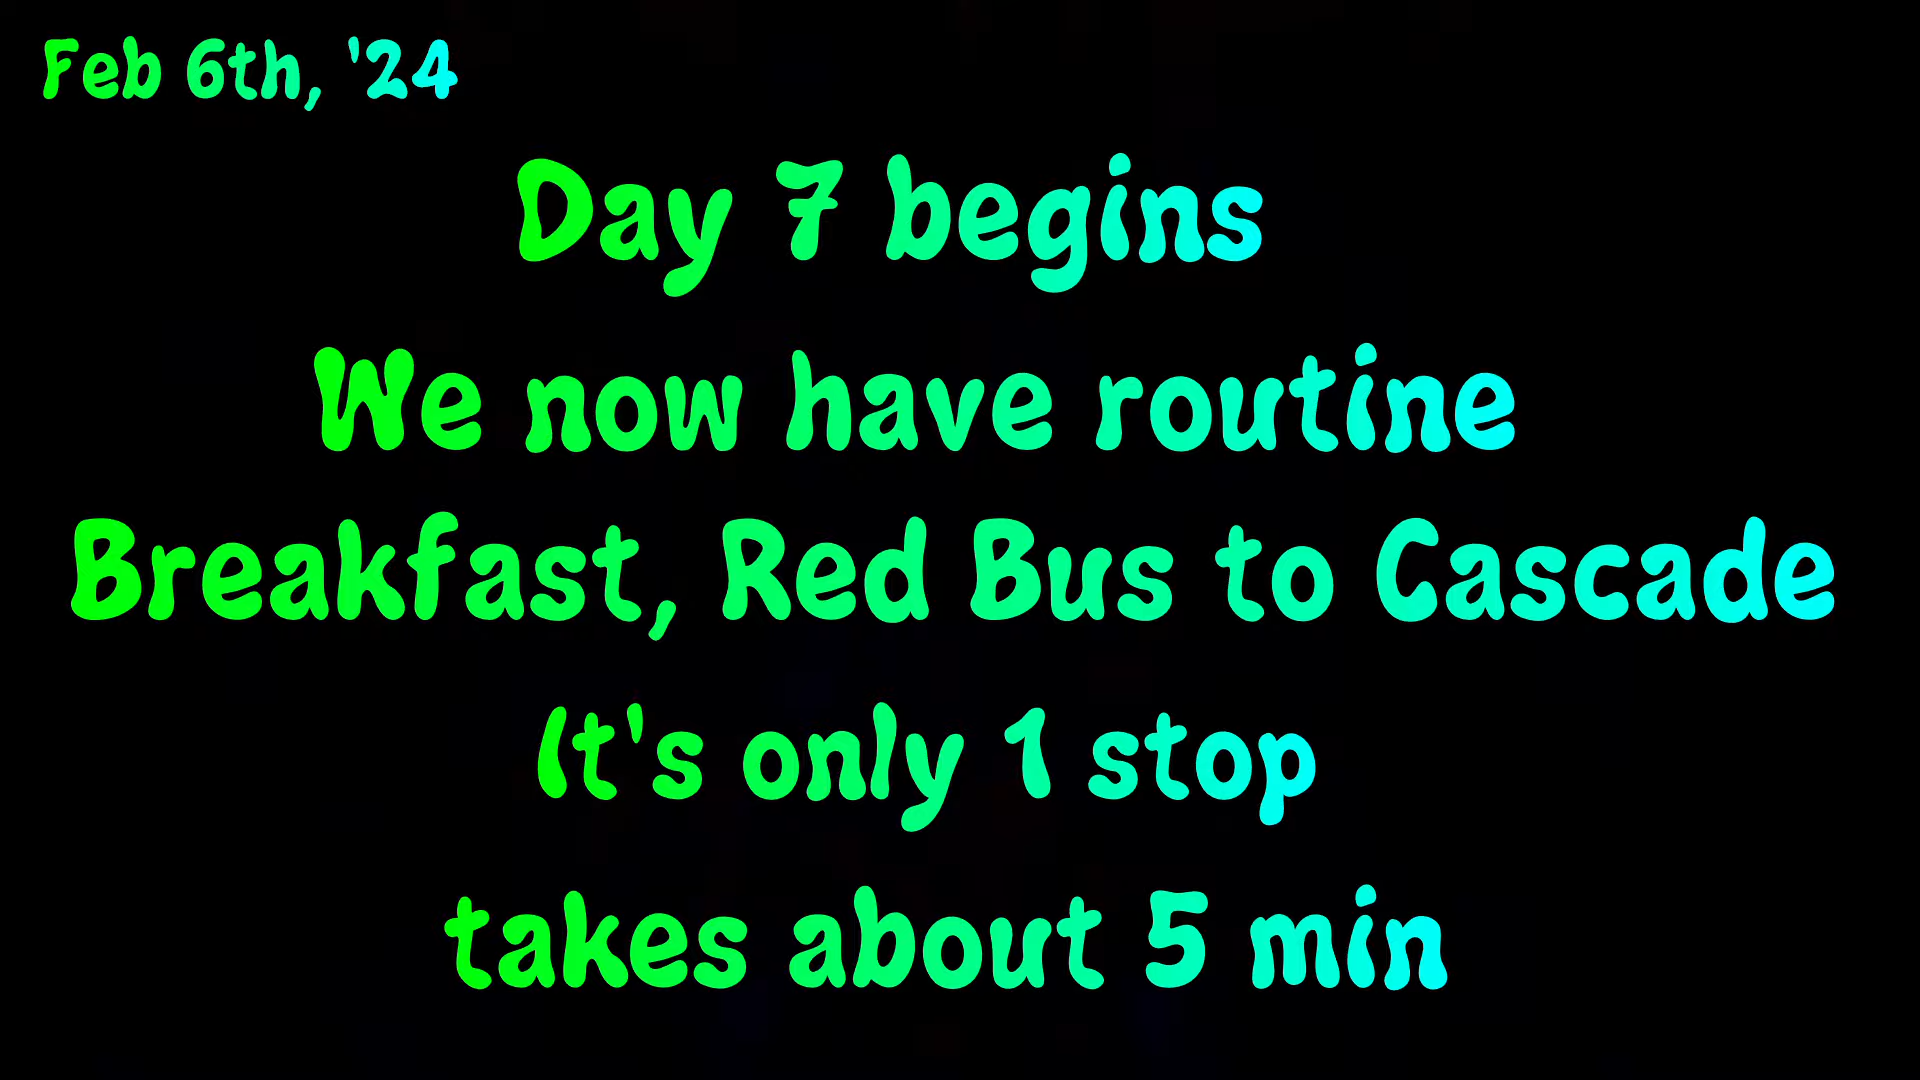 Feb 6th, '24
Day 7 begins
We now have routine
Breakfast, Red Bus to Cascade
It's only 1 stop
takes about 5 min